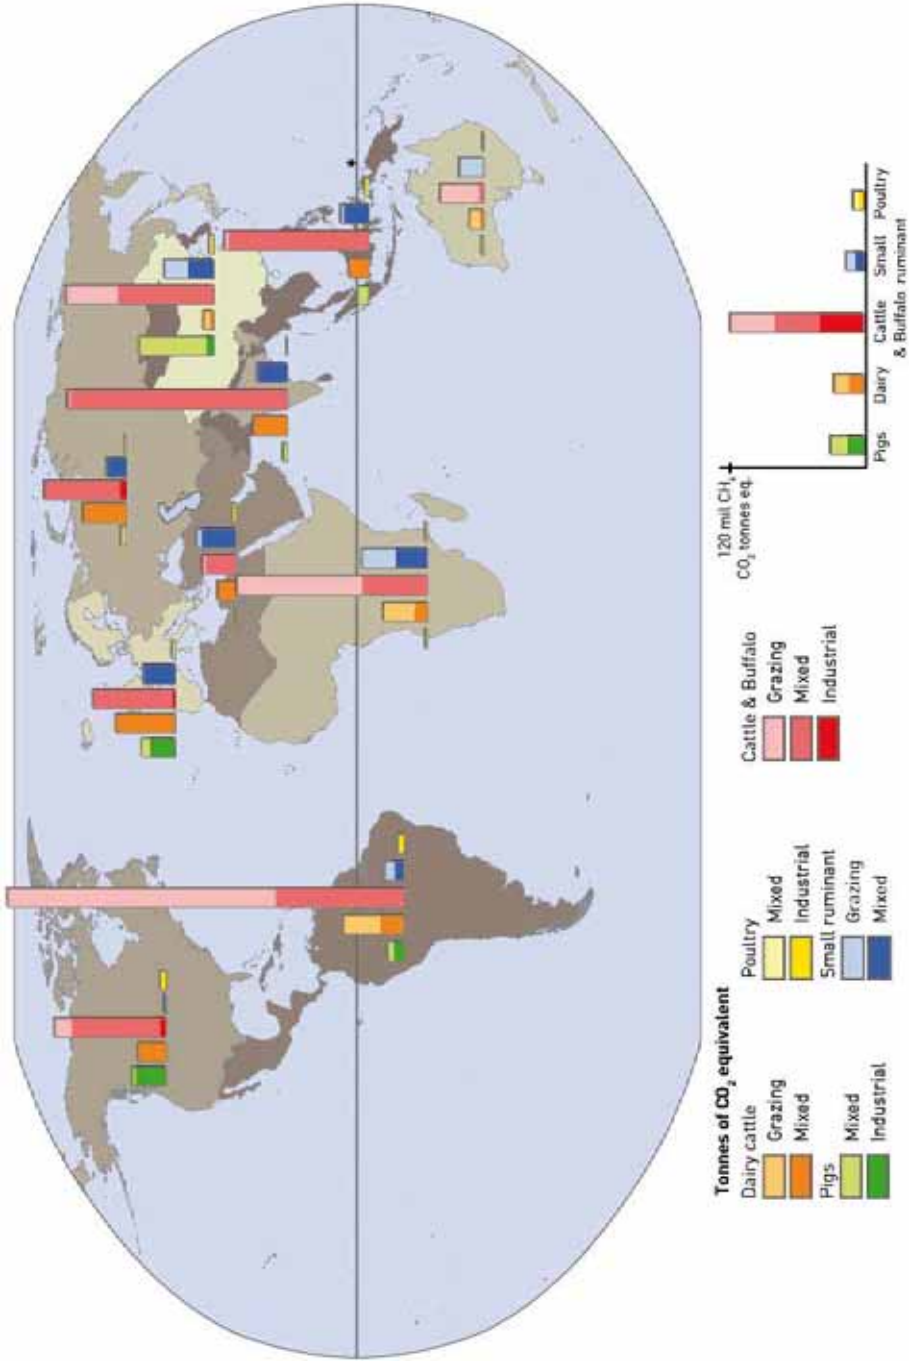 Tonnes of CO₂ equivalent
Dairy cattle
Grazing
Mixed
Pigs
Mixed
Industrial
Poultry
Mixed
Industrial
Small ruminant
Grazing
Mixed
Cattle & Buffalo
Grazing
Mixed
Industrial
120 mil CH₄
CO₂ tonnes eq.
Pigs Dairy Cattle Small Poultry
& Buffalo ruminant